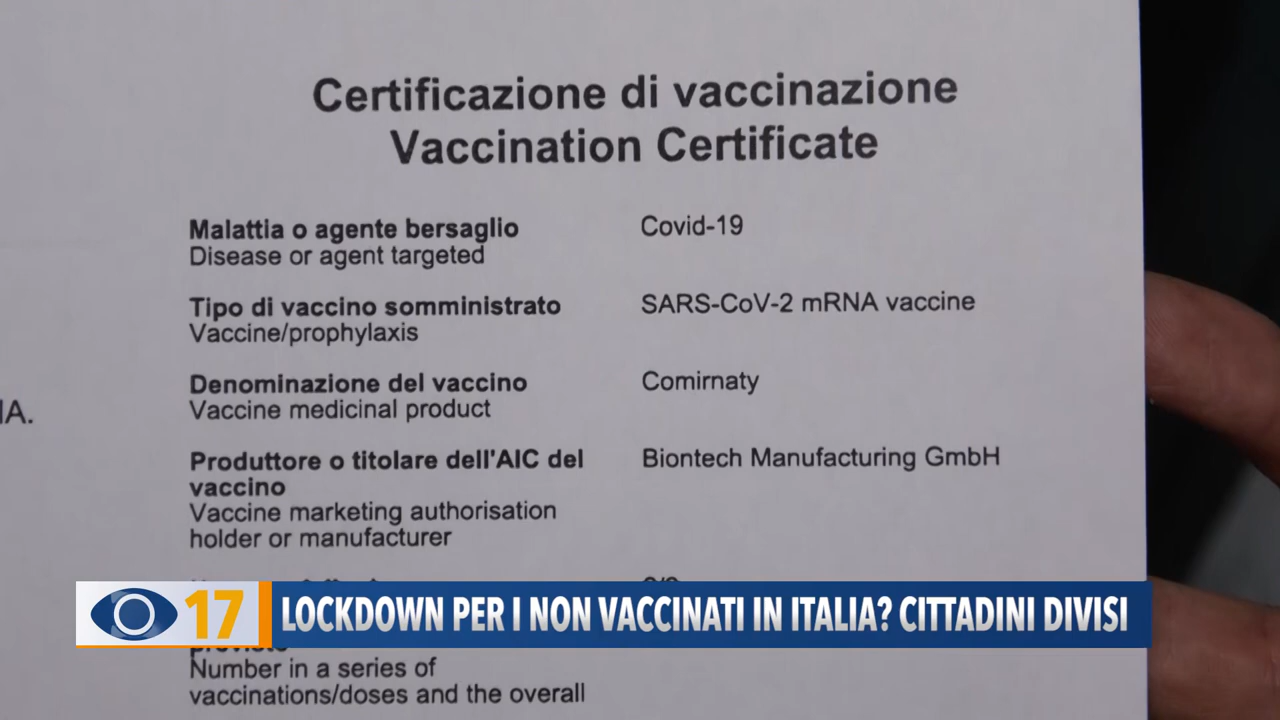 Certificazione di vaccinazione
Vaccination Certificate
Malattia o agente bersaglio
Covid-19
Disease or agent targeted
Tipo di vaccino somministrato
SARS-CoV-2 mRNA vaccine
Vaccine/prophylaxis
Denominazione del vaccino
Comirnaty
Vaccine medicinal product
IA.
Produttore o titolare dell'AIC del
Biontech Manufacturing GmbH
vaccino
Vaccine marketing authorisation
holder or manufacturer
17
LOCKDOWN PER I NON VACCINATI IN ITALIA? CITTADINI DIVISI
Number in a series of
vaccinations/doses and the overall